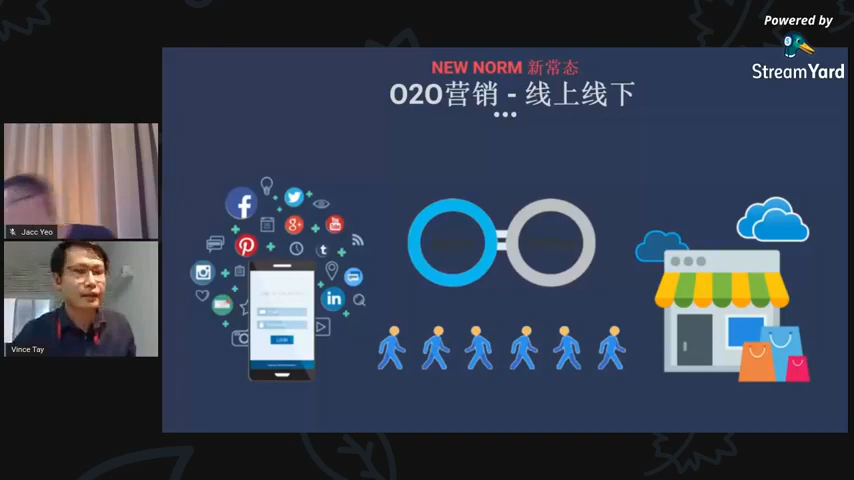 Powered by
StreamYard
NEW NORM 新常态
O2O营销 - 线上线下
Jacc Yeo
Vince Tay